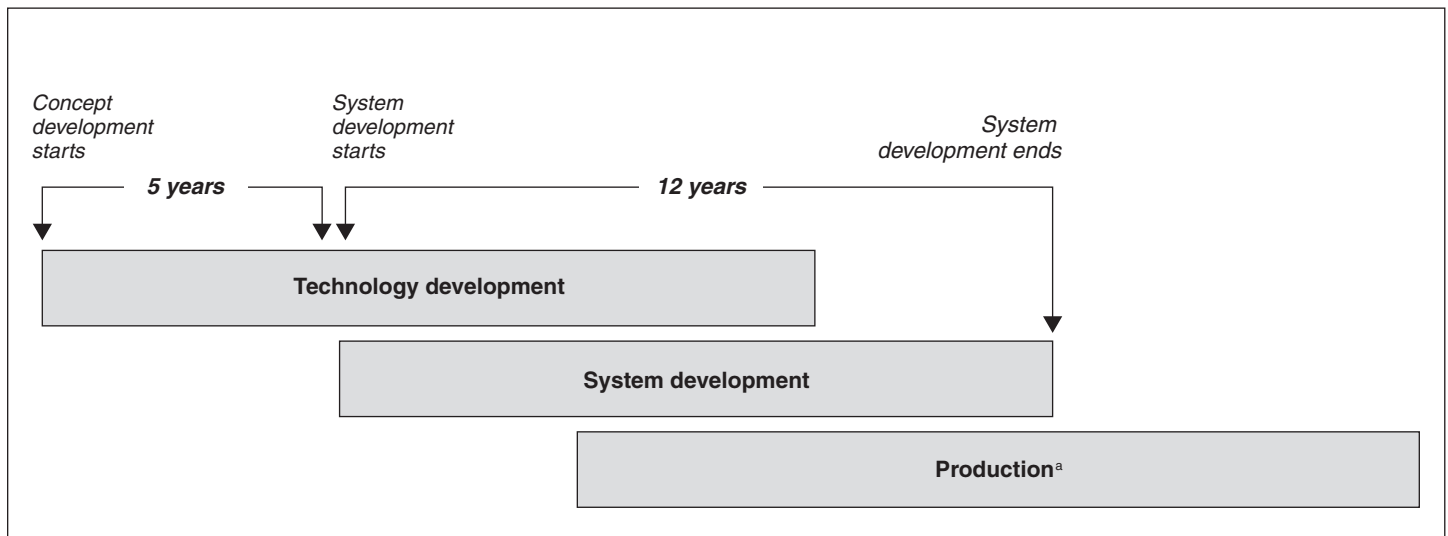 Concept
development
starts
System
development
starts
System
development ends
5 years
12 years
Technology development
System development
Productionᵃ